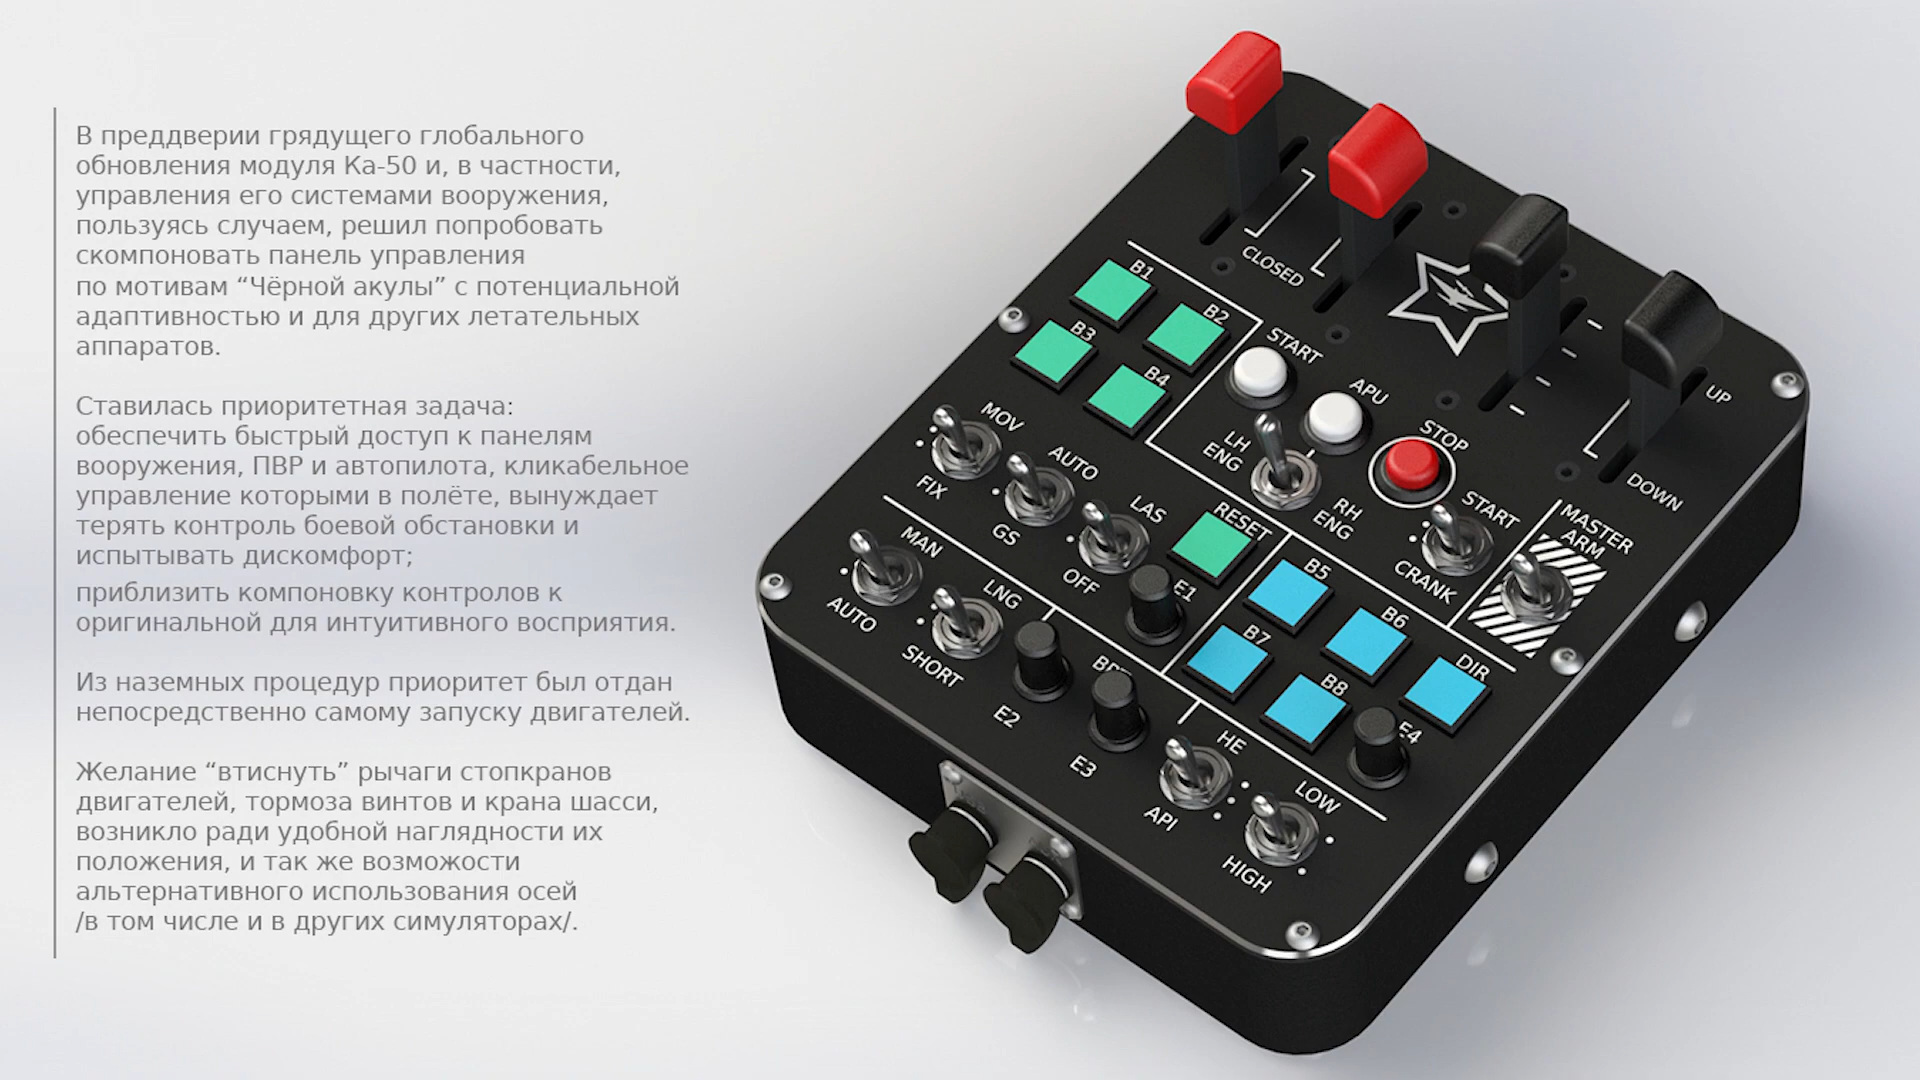 В преддверии грядущего глобального
обновления модуля Ка-50 и, в частности,
управления его системами вооружения,
пользуясь случаем, решил попробовать
скомпоновать панель управления
по мотивам “Чёрной акулы” с потенциальной
адаптивностью и для других летательных
аппаратов.
Ставилась приоритетная задача:
обеспечить быстрый доступ к панелям
вооружения, ПВР и автопилота, кликабельное
управление которыми в полёте, вынуждает
терять контроль боевой обстановки и
испытывать дискомфорт;
приблизить компоновку контролов к
оригинальной для интуитивного восприятия.
Из наземных процедур приоритет был отдан
непосредственно самому запуску двигателей.
Желание “втиснуть” рычаги стопкранов
двигателей, тормоза винтов и крана шасси,
возникло ради удобной наглядности их
положения, и так же возможости
альтернативного использования осей
/в том числе и в других симуляторах/.
CLOSED
UP
DOWN
B1
B2
B3
B4
START
APU
STOP
LH
ENG
RH
ENG
START
CRANK
MASTER
ARM
MOV
FIX
AUTO
GS
LAS
OFF
RESET
E1
MAN
AUTO
LNG
SHORT
E2
E3
B5
B6
B7
B8
DIR
E4
HE
API
LOW
HIGH